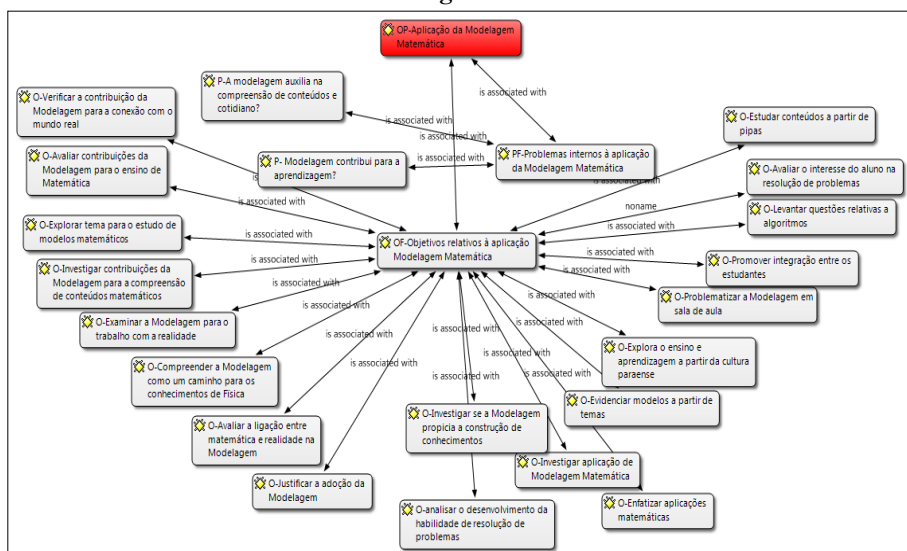 OP-Aplicação da Modelagem
Matemática
P-A modelagem auxilia na
compreensão de conteúdos e
cotidiano?
is associated with
is associated with
O-Verificar a contribuição da
Modelagem para a conexão com o
mundo real
O-Estudar conteúdos a partir de
pipas
is associated with
PF-Problemas internos à aplicação
da Modelagem Matemática
O-Avaliar contribuições da
Modelagem para o ensino de
Matemática
P- Modelagem contribui para a
aprendizagem?
is associated with
is associated with
O-Avaliar o interesse do aluno na
resolução de problemas
noname
O-Levantar questões relativas a
algoritmos
is associated with
is associated with
O-Explorar tema para o estudo de
modelos matemáticos
is associated with
OF-Objetivos relativos à aplicação
Modelagem Matemática
is associated with
O-Promover integração entre os
estudantes
O-Investigar contribuições da
Modelagem para a compreensão
de conteúdos matemáticos
is associated with
is associated with
O-Problematizar a Modelagem em
sala de aula
is associated with
O-Examinar a Modelagem para o
trabalho com a realidade
is associated with
is associated with
is associated with
is associated with
O-Explora o ensino e
aprendizagem a partir da cultura
paraense
O-Compreender a Modelagem
como um caminho para os
conhecimentos de Física
is associated with
is associated with
is associated with
O-Evidenciar modelos a partir de
temas
O-Investigar se a Modelagem
propicia a construção de
conhecimentos
O-Avaliar a ligação entre
matemática e realidade na
Modelagem
O-Investigar aplicação de
Modelagem Matemática
O-Justificar a adoção da
Modelagem
O-analisar o desenvolvimento da
habilidade de resolução de
problemas
O-Enfatizar aplicações
matemáticas